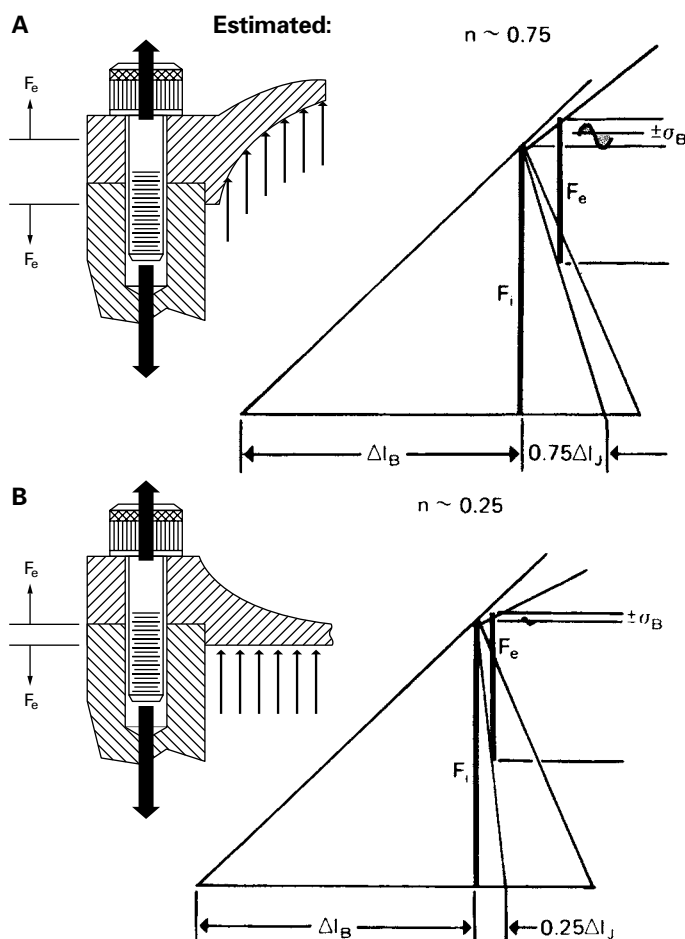 A
Estimated:
n ~ 0.75
Fe
Fe
±σB
Fe
Fi
ΔlB
0.75ΔlJ
B
n ~ 0.25
Fe
Fe
±σB
Fe
Fi
ΔlB
0.25ΔlJ